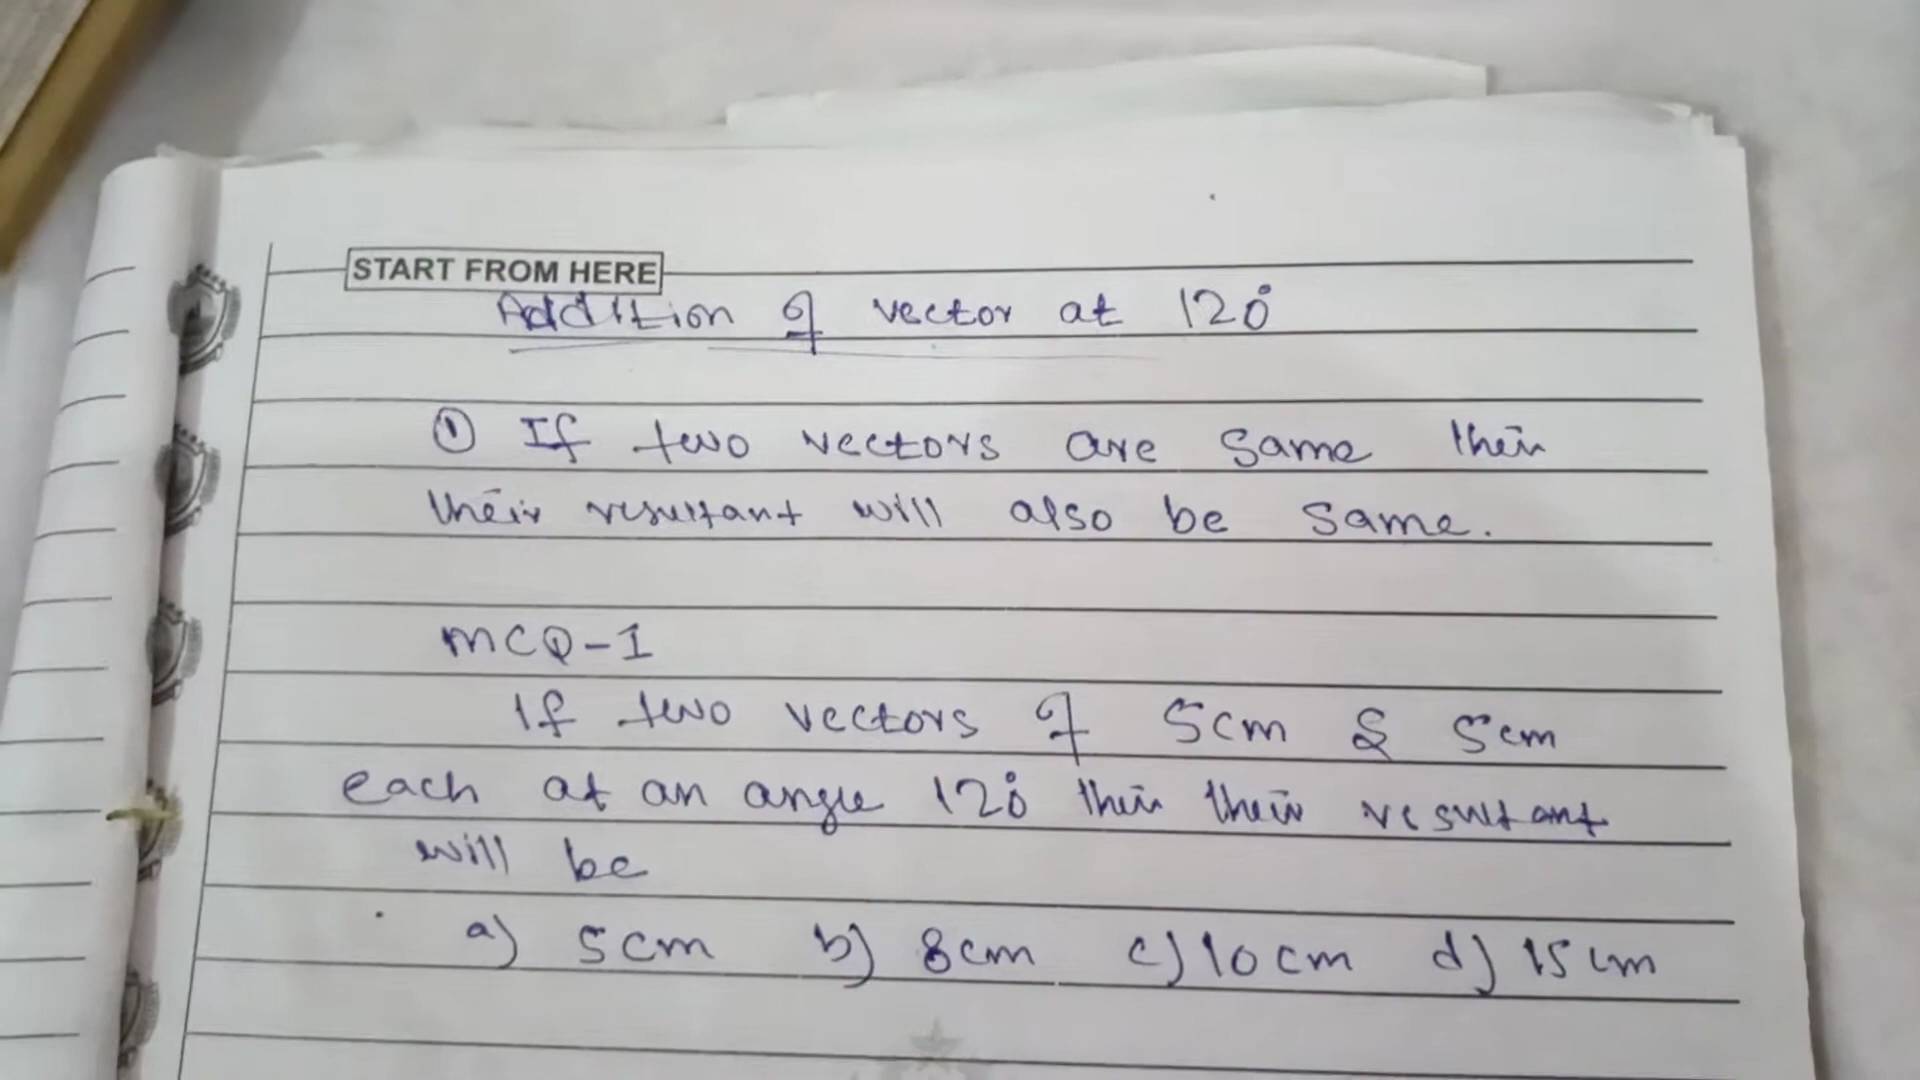 START FROM HERE
Addition of vector at 120°
① If two vectors are same then
their resultant will also be same.
MCQ-1
If two vectors of 5cm & 5cm
each at an angle 120° then their resultant
will be
a) 5cm b) 8cm c) 10cm d) 15cm